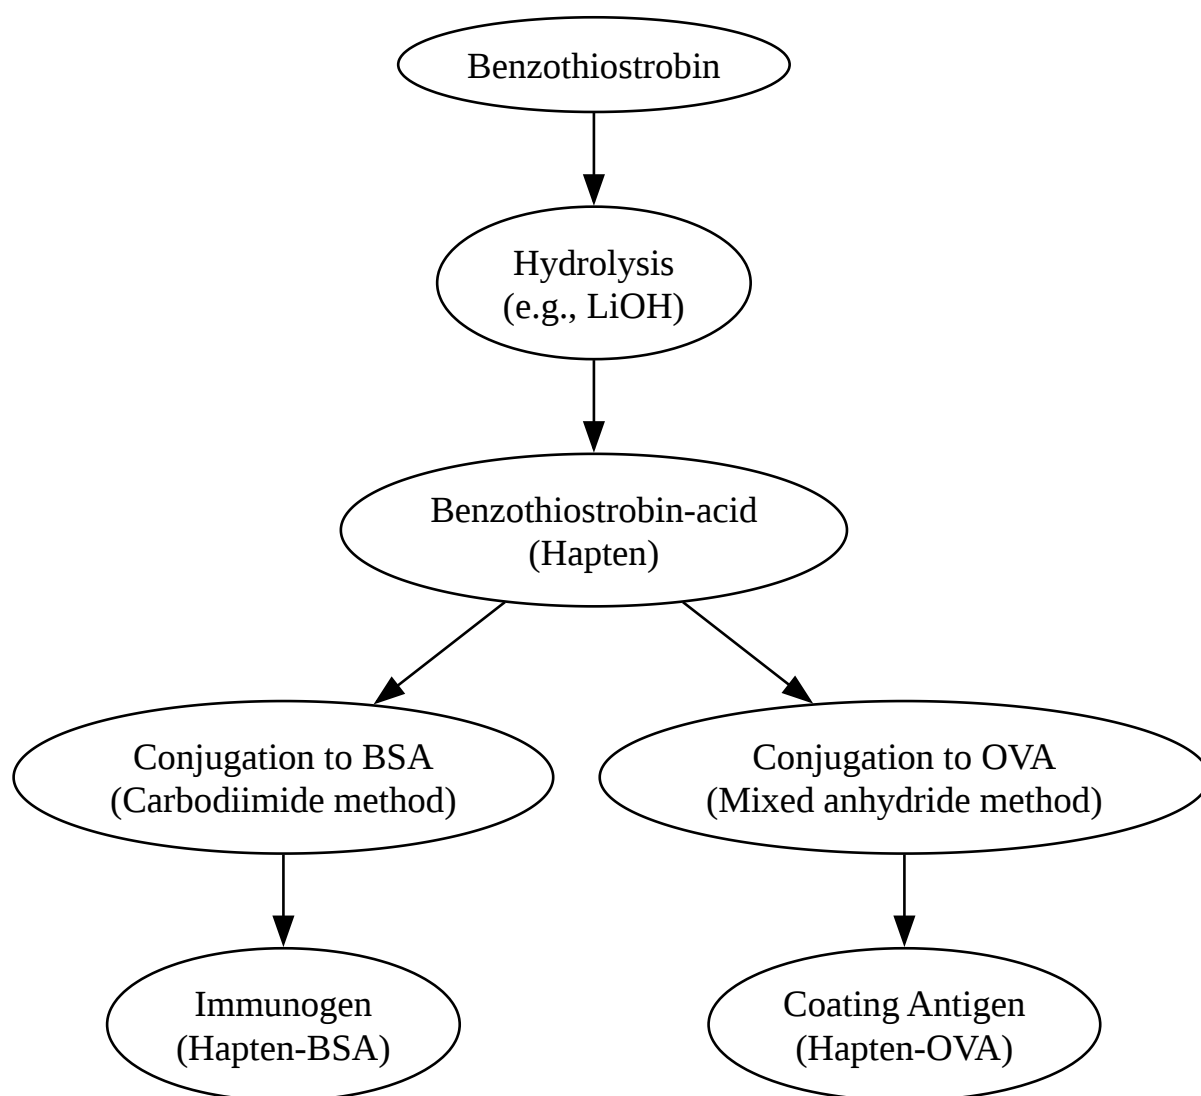 Benzothiostrobin
Hydrolysis
(e.g., LiOH)
Benzothiostrobin-acid
(Hapten)
Conjugation to BSA
(Carbodiimide method)
Conjugation to OVA
(Mixed anhydride method)
Immunogen
(Hapten-BSA)
Coating Antigen
(Hapten-OVA)